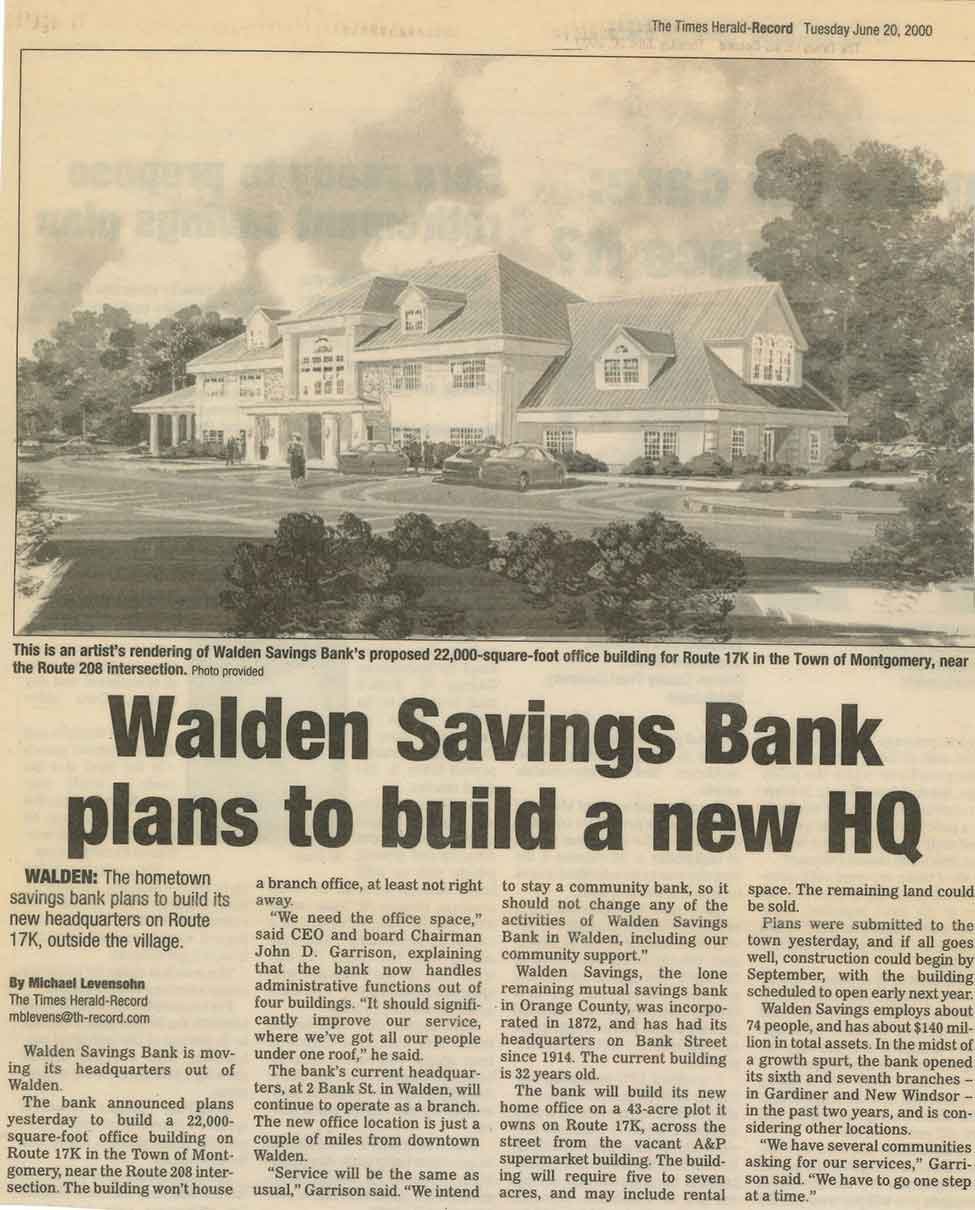 The Times Herald-Record Tuesday June 20, 2000
This is an artist's rendering of Walden Savings Bank's proposed 22,000-square-foot office building for Route 17K in the Town of Montgomery, near
the Route 208 intersection. Photo provided
Walden Savings Bank
plans to build a new HQ
WALDEN: The hometown
savings bank plans to build its
new headquarters on Route
17K, outside the village.
By Michael Levensohn
The Times Herald-Record
mblevens@th-record.com
Walden Savings Bank is mov-
ing its headquarters out of
Walden.
The bank announced plans
yesterday to build a 22,000-
square-foot office building on
Route 17K in the Town of Mont-
gomery, near the Route 208 inter-
section. The building won't house
a branch office, at least not right
away.
"We need the office space,"
said CEO and board Chairman
John D. Garrison, explaining
that the bank now handles
administrative functions out of
four buildings. "It should signifi-
cantly improve our service,
where we've got all our people
under one roof," he said.
The bank's current headquar-
ters, at 2 Bank St. in Walden, will
continue to operate as a branch.
The new office location is just a
couple of miles from downtown
Walden.
"Service will be the same as
usual," Garrison said. "We intend
to stay a community bank, so it
should not change any of the
activities of Walden Savings
Bank in Walden, including our
community support."
Walden Savings, the lone
remaining mutual savings bank
in Orange County, was incorpo-
rated in 1872, and has had its
headquarters on Bank Street
since 1914. The current building
is 32 years old.
The bank will build its new
home office on a 43-acre plot it
owns on Route 17K, across the
street from the vacant A&P
supermarket building. The build-
ing will require five to seven
acres, and may include rental
space. The remaining land could
be sold.
Plans were submitted to the
town yesterday, and if all goes
well, construction could begin by
September, with the building
scheduled to open early next year.
Walden Savings employs about
74 people, and has about $140 mil-
lion in total assets. In the midst of
a growth spurt, the bank opened
its sixth and seventh branches –
in Gardiner and New Windsor –
in the past two years, and is con-
sidering other locations.
"We have several communities
asking for our services," Garri-
son said. "We have to go one step
at a time."